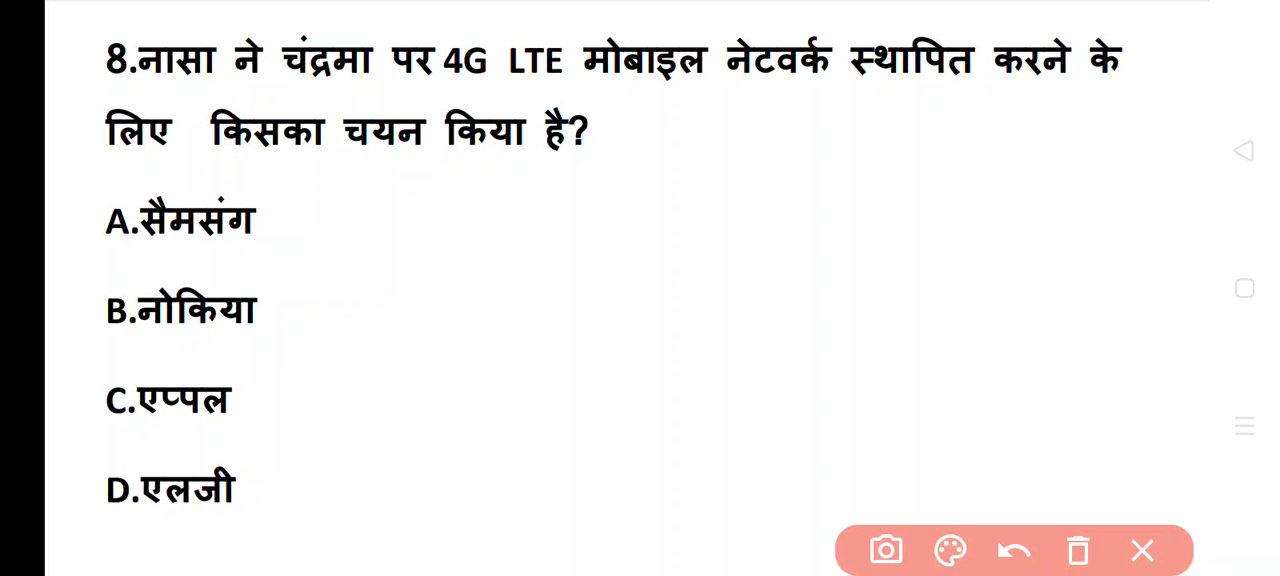 8.नासा ने चंद्रमा पर 4G LTE मोबाइल नेटवर्क स्थापित करने के
लिए किसका चयन किया है?
A.सैमसंग
B.नोकिया
C.एप्पल
D.एलजी